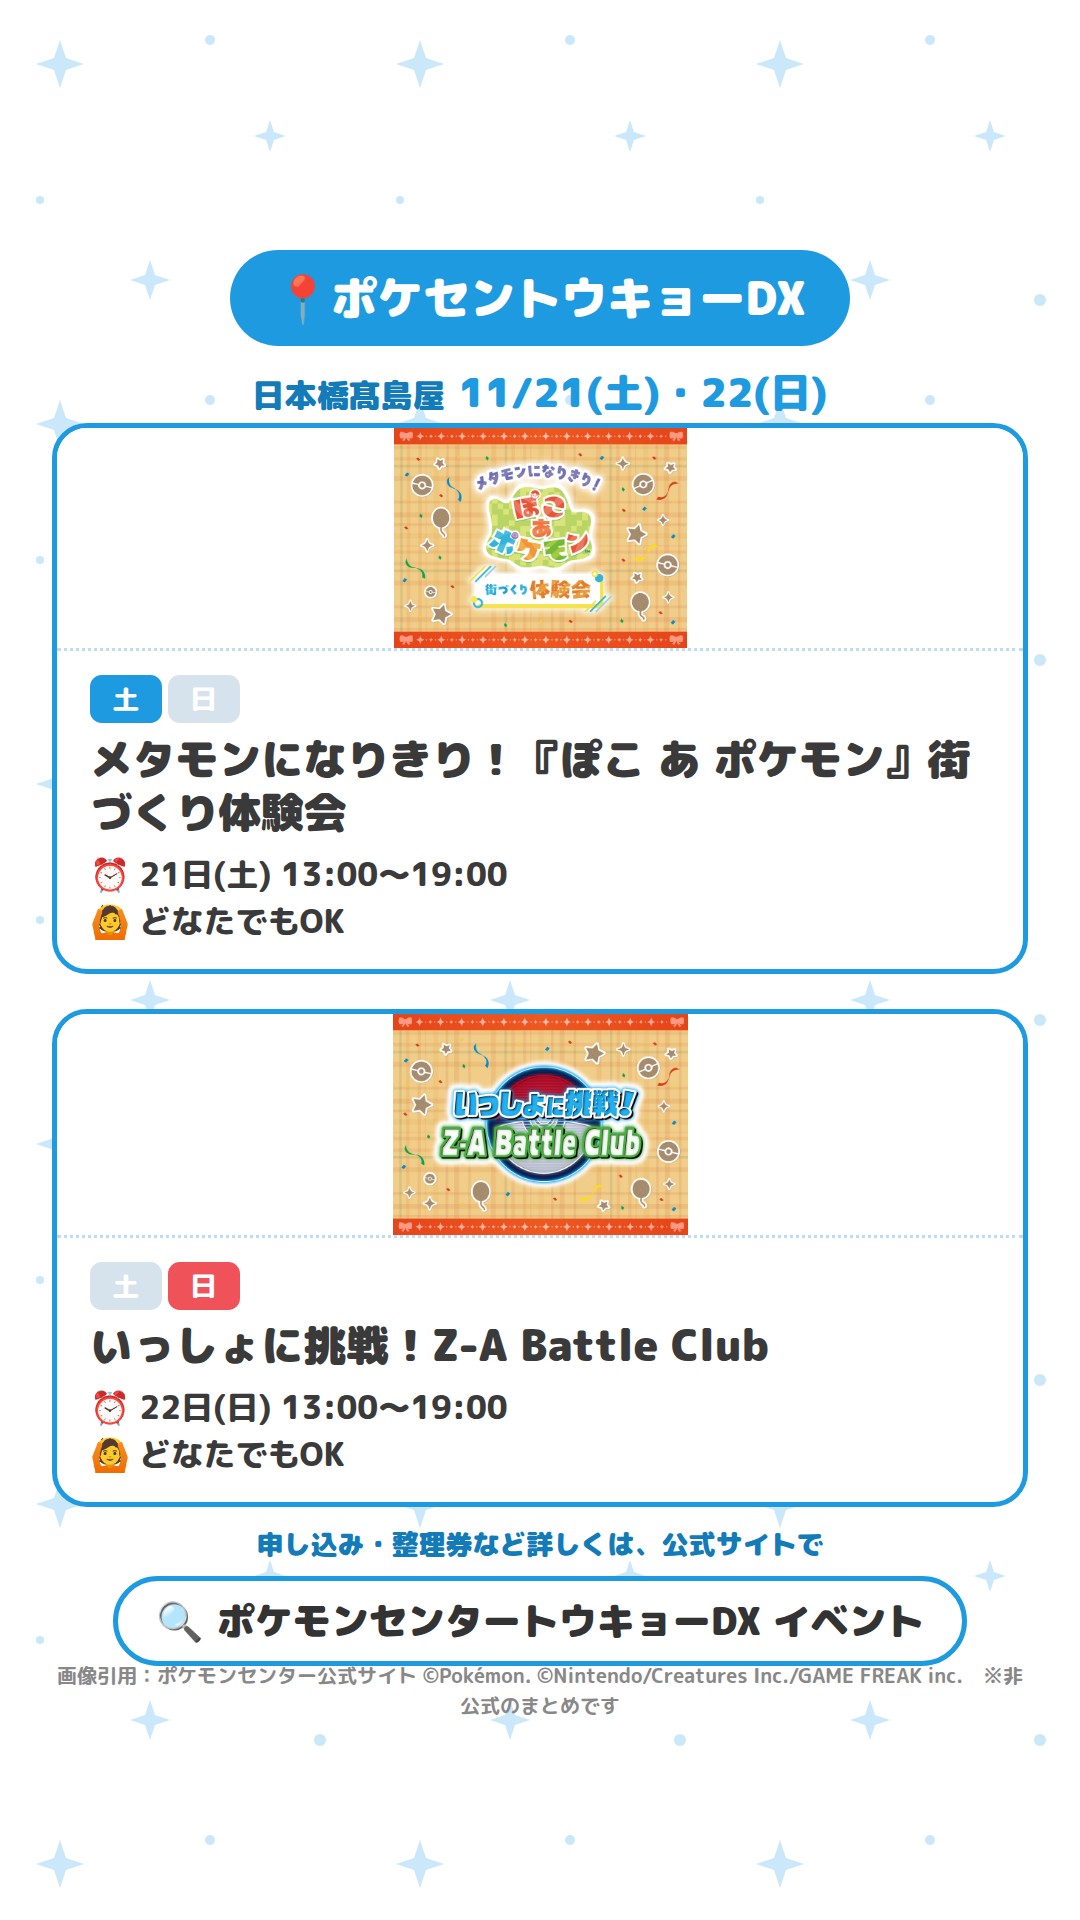 📍ポケセントウキョーDX
日本橋髙島屋 11/21(土)・22(日)
メタモンになりきり!
ぽこ
あ
ポケモン
街づくり体験会
土 日
メタモンになりきり!『ぽこ あ ポケモン』街
づくり体験会
⏰ 21日(土) 13:00〜19:00
🙆 どなたでもOK
いっしょに挑戦!
Z-A Battle Club
土 日
いっしょに挑戦!Z-A Battle Club
⏰ 22日(日) 13:00〜19:00
🙆 どなたでもOK
申し込み・整理券など詳しくは、公式サイトで
🔍 ポケモンセンタートウキョーDX イベント
画像引用:ポケモンセンター公式サイト ©Pokémon. ©Nintendo/Creatures Inc./GAME FREAK inc. ※非
公式のまとめです